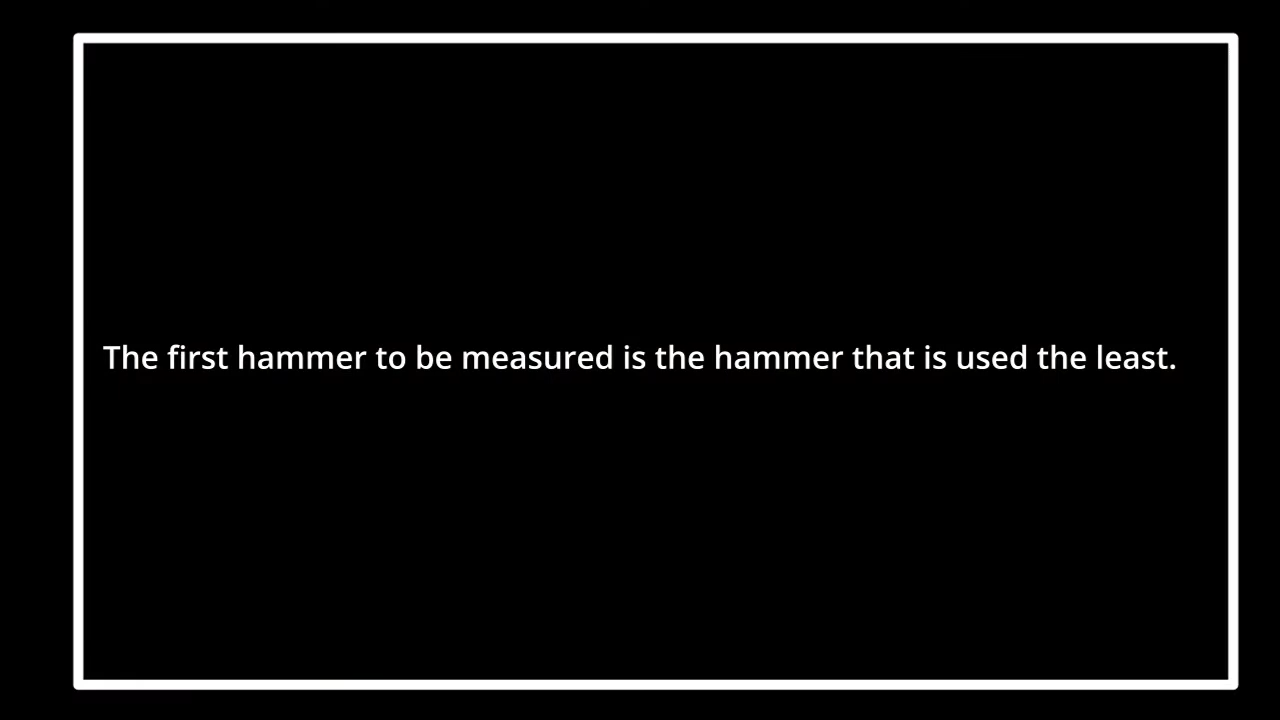 The first hammer to be measured is the hammer that is used the least.